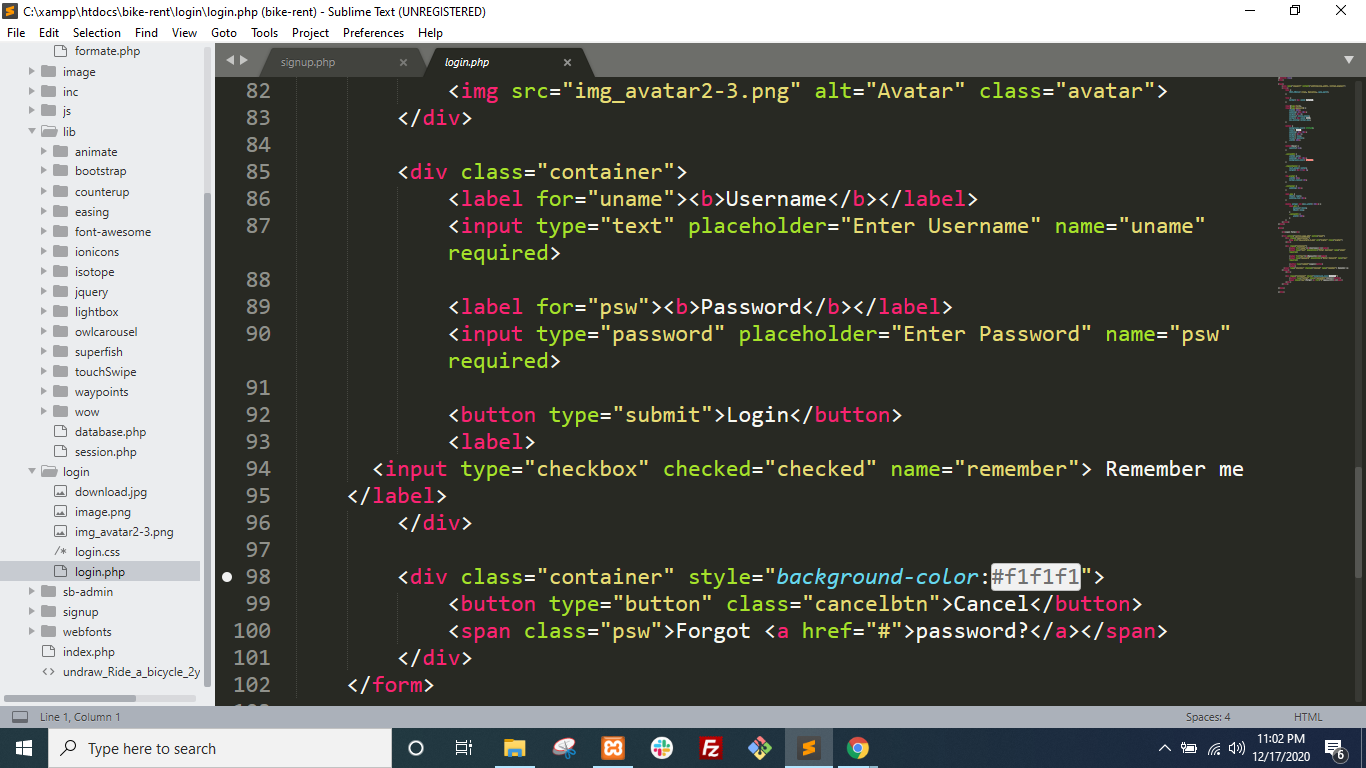 C:\xampp\htdocs\bike-rent\login\login.php (bike-rent) - Sublime Text (UNREGISTERED)
File Edit Selection Find View Goto Tools Project Preferences Help
formate.php
image
inc
js
lib
animate
bootstrap
counterup
easing
font-awesome
ionicons
isotope
jquery
lightbox
owlcarousel
superfish
touchSwipe
waypoints
wow
database.php
session.php
login
download.jpg
image.png
img_avatar2-3.png
/* login.css
login.php
sb-admin
signup
webfonts
index.php
<> undraw_Ride_a_bicycle_2y
signup.php × login.php ×
82 <img src="img_avatar2-3.png" alt="Avatar" class="avatar">
83 </div>
84
85 <div class="container">
86 <label for="uname"><b>Username</b></label>
87 <input type="text" placeholder="Enter Username" name="uname"
required>
88
89 <label for="psw"><b>Password</b></label>
90 <input type="password" placeholder="Enter Password" name="psw"
required>
91
92 <button type="submit">Login</button>
93 <label>
94 <input type="checkbox" checked="checked" name="remember"> Remember me
95 </label>
96 </div>
97
98 <div class="container" style="background-color:#f1f1f1">
99 <button type="button" class="cancelbtn">Cancel</button>
100 <span class="psw">Forgot <a href="#">password?</a></span>
101 </div>
102 </form>
Line 1, Column 1 Spaces: 4 HTML
Type here to search
11:02 PM
12/17/2020
6